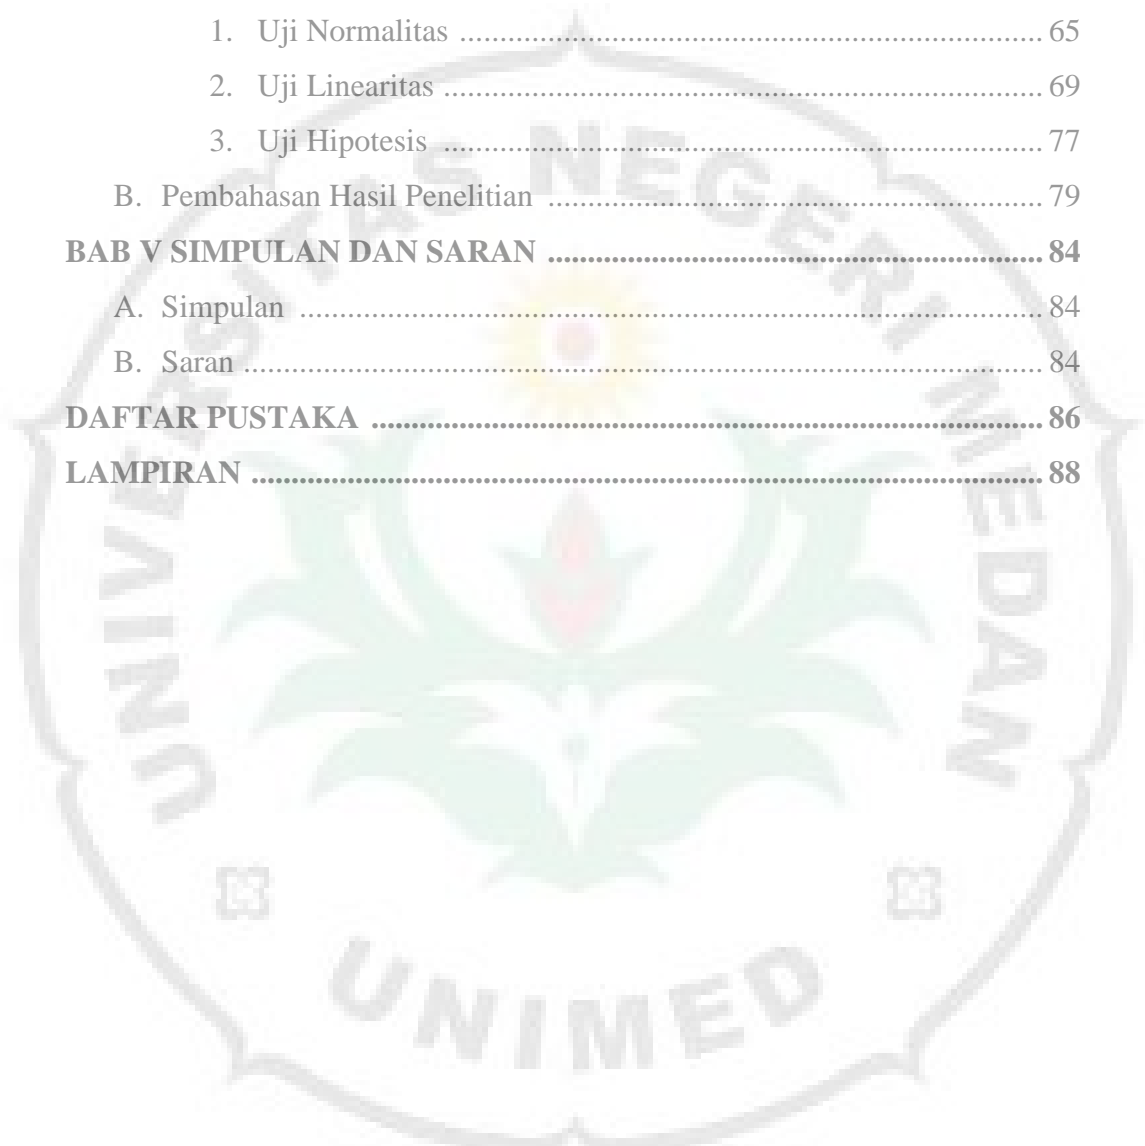 1. Uji Normalitas ........................................................................................... 65
2. Uji Linearitas .............................................................................................. 69
3. Uji Hipotesis .............................................................................................. 77
B. Pembahasan Hasil Penelitian .............................................................................. 79
BAB V SIMPULAN DAN SARAN .............................................................................. 84
A. Simpulan ..................................................................................................................... 84
B. Saran ............................................................................................................................. 84
DAFTAR PUSTAKA ......................................................................................................... 86
LAMPIRAN ............................................................................................................................ 88
UNIVERSITAS NEGERI MEDAN
UNIMED